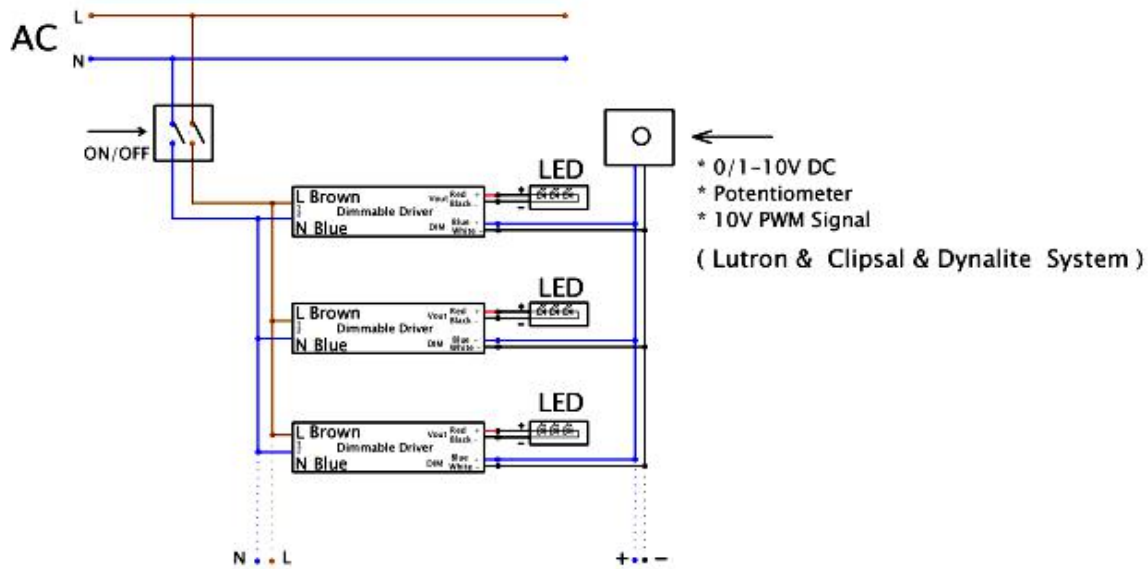 AC
L
N
ON/OFF
* 0/1-10V DC
* Potentiometer
* 10V PWM Signal
( Lutron & Clipsal & Dynalite System )
LED
L Brown
Dimmable Driver
N Blue
Vout Red +
Black -
DIM Blue -
White -
+
-
LED
L Brown
Dimmable Driver
N Blue
Vout Red +
Black -
DIM Blue -
White -
+
-
LED
L Brown
Dimmable Driver
N Blue
Vout Red +
Black -
DIM Blue -
White -
+
-
N L
+ -